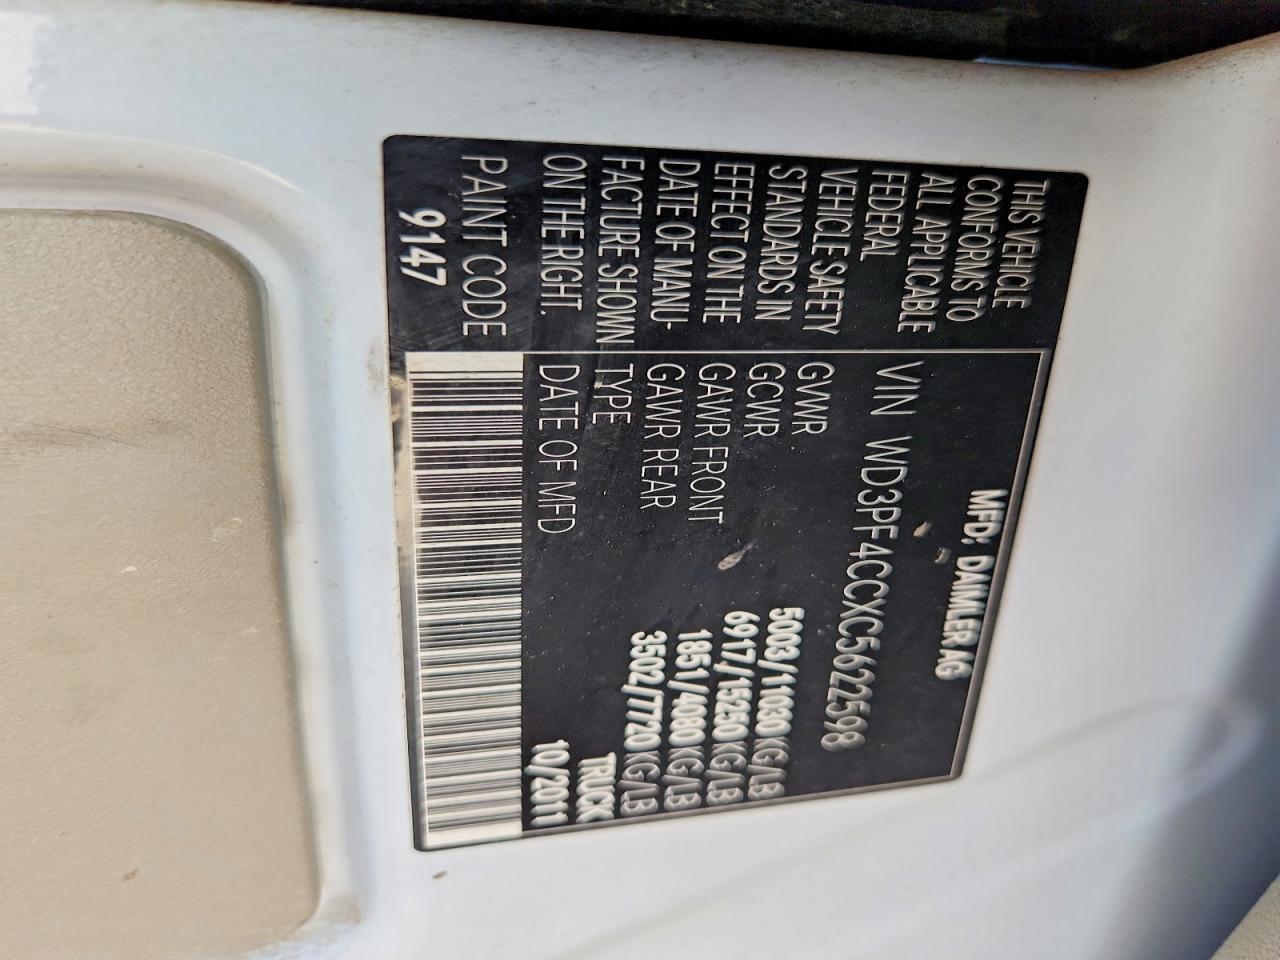 MFD: DAIMLER AG
THIS VEHICLE
CONFORMS TO
ALL APPLICABLE
FEDERAL
VEHICLE SAFETY
STANDARDS IN
EFFECT ON THE
DATE OF MANU-
FACTURE SHOWN
ON THE RIGHT.
PAINT CODE
9147
VIN WD3PF4CCXC5622598
GVWR 5003/11030 KG/LB
GCWR 6917/15250 KG/LB
GAWR FRONT 1851/4080 KG/LB
GAWR REAR 3502/7720 KG/LB
TYPE TRUCK
DATE OF MFD 10/2011